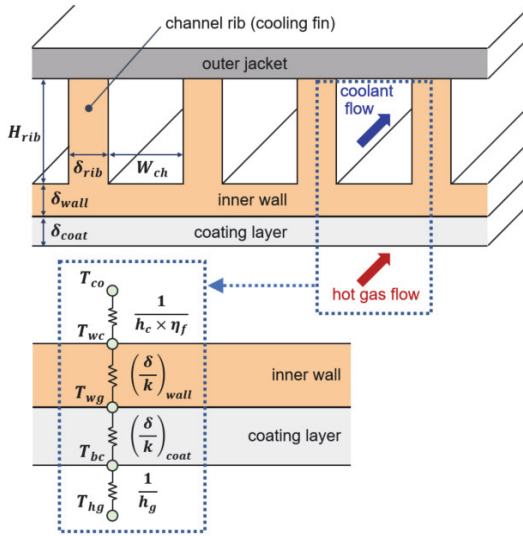 channel rib (cooling fin)
outer jacket
coolant
flow
H_rib
δ_rib
W_ch
δ_wall
inner wall
δ_coat
coating layer
hot gas flow
T_co
1 / (h_c × η_f)
T_wc
(δ/k)_wall
inner wall
T_wg
(δ/k)_coat
coating layer
T_bc
1 / h_g
T_hg